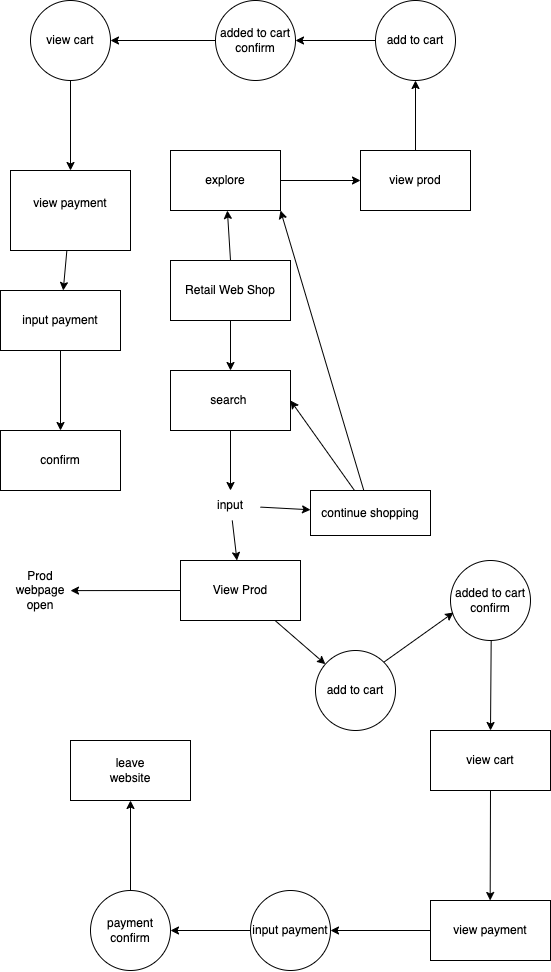 view cart
added to cart
confirm
add to cart
view payment
explore
view prod
Retail Web Shop
input payment
search
confirm
input
continue shopping
Prod
webpage
open
View Prod
added to cart
confirm
add to cart
view cart
leave
website
payment
confirm
input payment
view payment